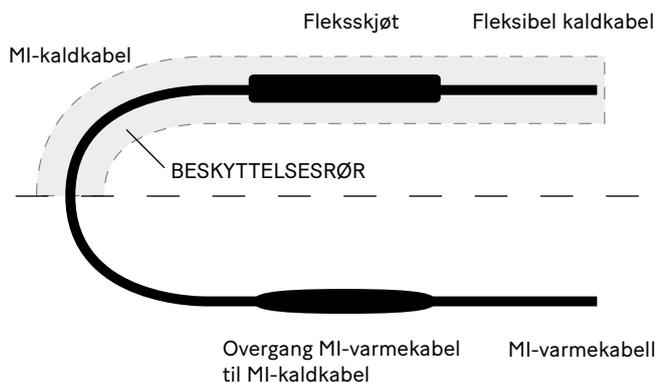 Fleksskjøt
Fleksibel kaldkabel
MI-kaldkabel
BESKYTTELSESRØR
Overgang MI-varmekabel
til MI-kaldkabel
MI-varmekabell